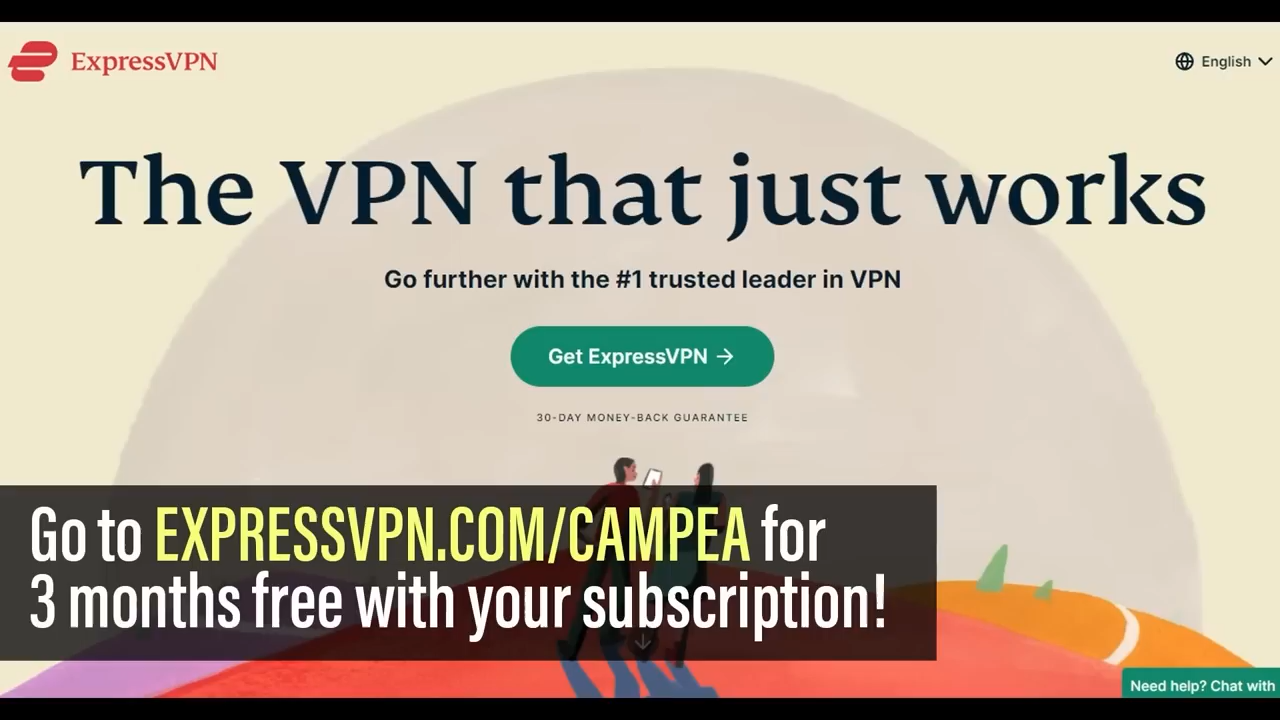 ExpressVPN
English
The VPN that just works
Go further with the #1 trusted leader in VPN
Get ExpressVPN →
30-DAY MONEY-BACK GUARANTEE
Go to EXPRESSVPN.COM/CAMPEA for
3 months free with your subscription!
Need help? Chat with